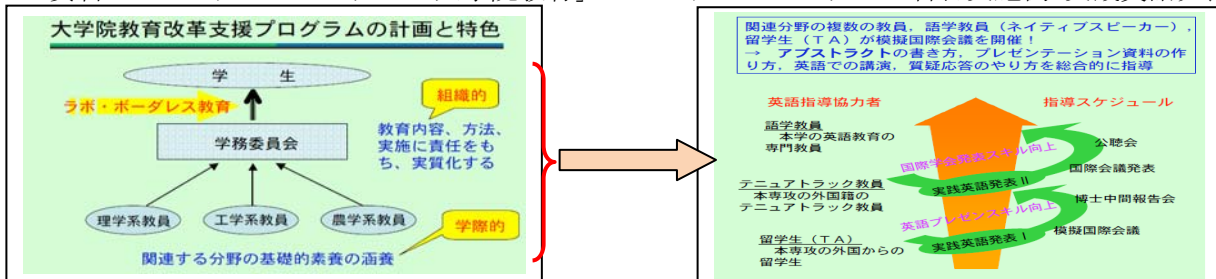 大学院教育改革支援プログラムの計画と特色
学　生
ラボ・ボーダレス教育
組織的
学務委員会
教育内容、方法、
実施に責任をも
ち、実質化する
理学系教員
工学系教員
農学系教員
学際的
関連する分野の基礎的素養の涵養
関連分野の複数の教員，語学教員（ネイティブスピーカー），
留学生（TA）が模擬国際会議を開催！
→ アブストラクトの書き方，プレゼンテーション資料の作
り方，英語での講演，質疑応答のやり方を総合的に指導
英語指導協力者
指導スケジュール
語学教員
本学の英語教育の
専門教員
国際学会発表スキル向上
公聴会
国際会議発表
テニュアトラック教員
本専攻の外国籍の
テニュアトラック教員
実践英語発表Ⅱ
博士中間報告会
英語プレゼンスキル向上
模擬国際会議
留学生（TA）
本専攻の外国からの
留学生
実践英語発表Ⅰ